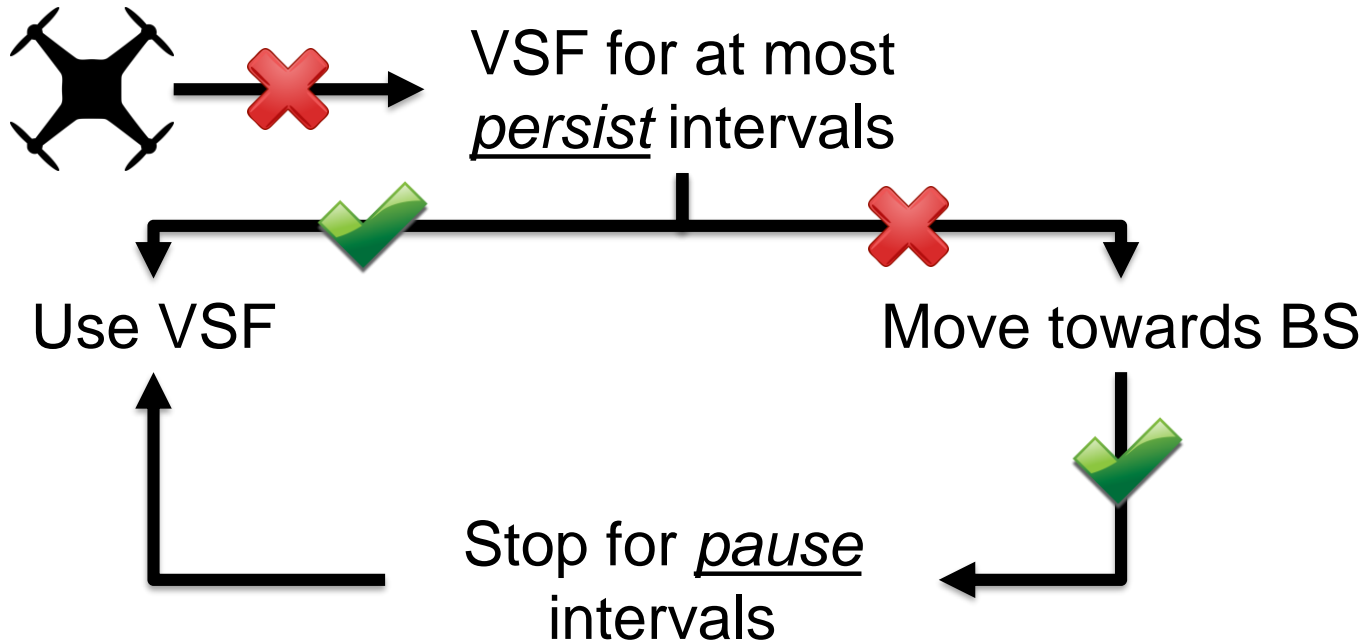 VSF for at most
persist intervals
Use VSF
Move towards BS
Stop for pause
intervals